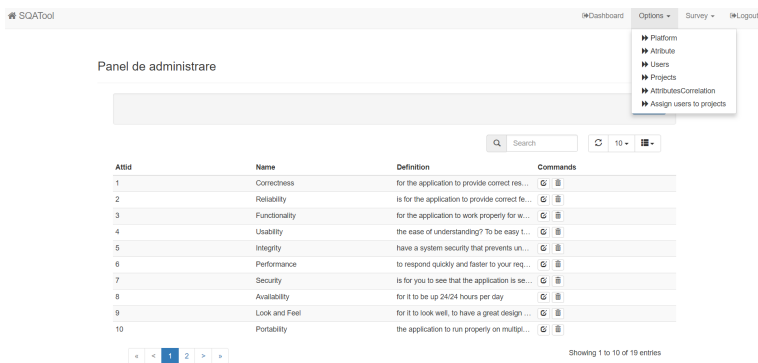 SQATool
Dashboard Options Survey Logout
Platform
Atribute
Users
Projects
AttributesCorrelation
Assign users to projects
Panel de administrare
Search 10
Attid Name Definition Commands
1 Correctness for the application to provide correct res...
2 Reliability is for the application to provide correct fe...
3 Functionality for the application to work properly for w...
4 Usability the ease of understanding? To be easy t...
5 Integrity have a system security that prevents un...
6 Performance to respond quickly and faster to your req...
7 Security is for you to see that the application is se...
8 Availability for it to be up 24/24 hours per day
9 Look and Feel for it to look well, to have a great design ...
10 Portability the application to run properly on multipl...
« < 1 2 > »
Showing 1 to 10 of 19 entries